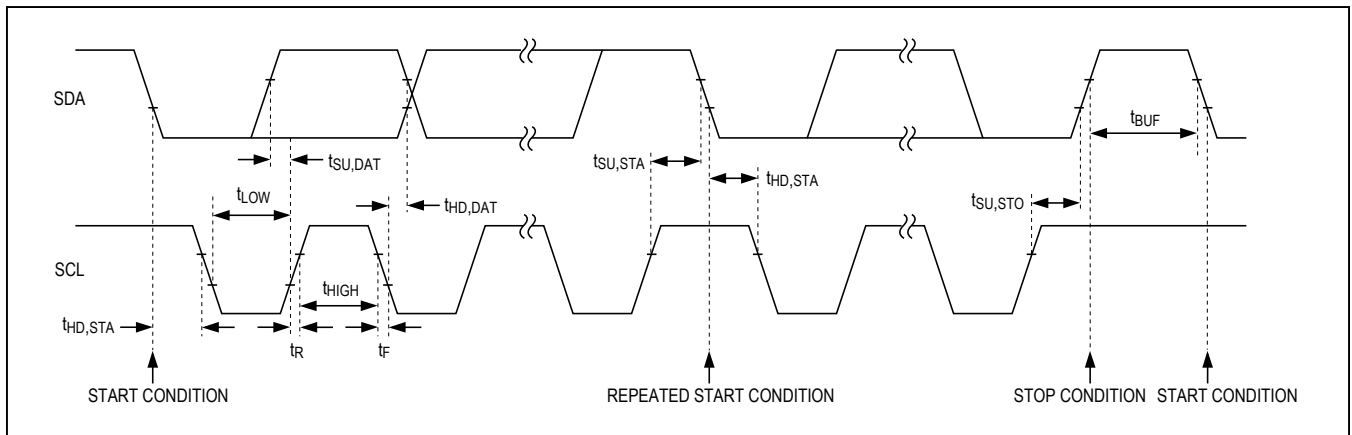 SDA
tBUF
tSU,DAT
tSU,STA
tHD,STA
tLOW
tHD,DAT
tSU,STO
SCL
tHIGH
tHD,STA
tR
tF
START CONDITION
REPEATED START CONDITION
STOP CONDITION
START CONDITION